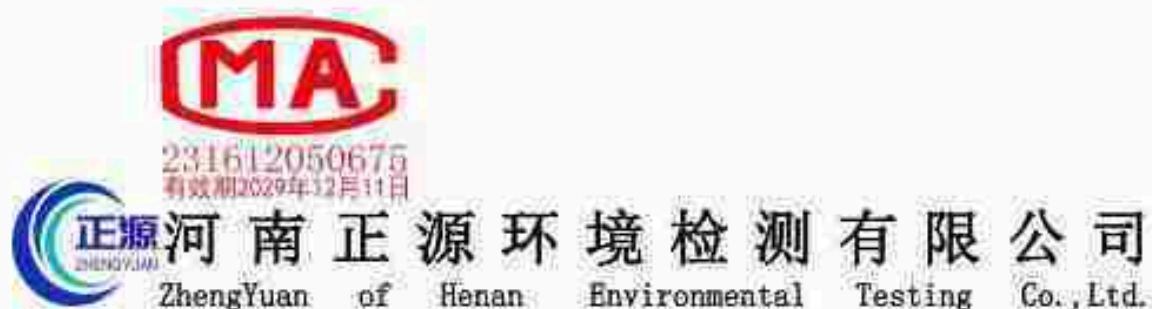 MA
231612050675
有效期2029年12月11日
正源
ZHENGYUAN
河南正源环境检测有限公司
ZhengYuan of Henan Environmental Testing Co.,Ltd.